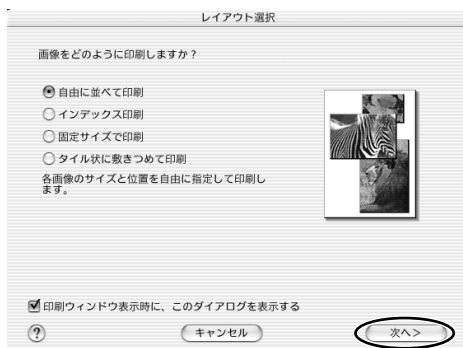 レイアウト選択
画像をどのように印刷しますか？
自由に並べて印刷
インデックス印刷
固定サイズで印刷
タイル状に敷きつめて印刷
各画像のサイズと位置を自由に指定して印刷し
ます。
印刷ウィンドウ表示時に、このダイアログを表示する
? キャンセル 次へ>